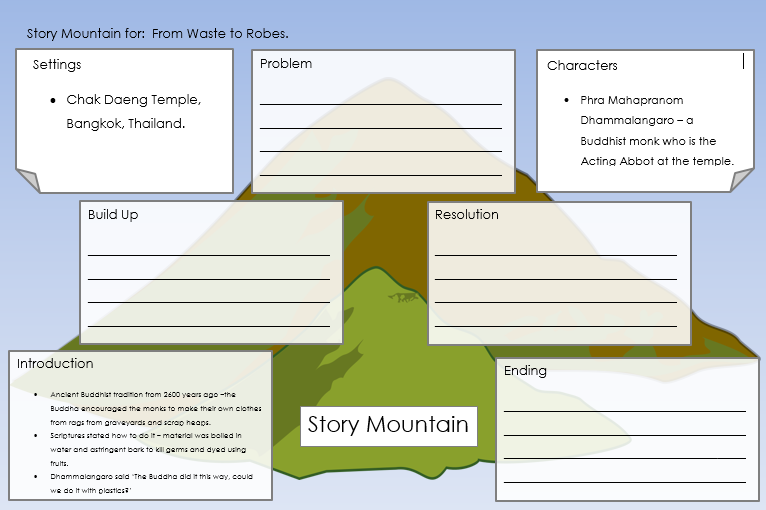 Story Mountain for:  From Waste to Robes.
Settings
• Chak Daeng Temple,
Bangkok, Thailand.
Problem
Characters
• Phra Mahapranom
Dhammalangaro – a
Buddhist monk who is the
Acting Abbot at the temple.
Build Up
Resolution
Introduction
• Ancient Buddhist tradition from 2600 years ago –the
Buddha encouraged the monks to make their own clothes
from rags from graveyards and scrap heaps.
• Scriptures stated how to do it – material was boiled in
water and astringent bark to kill germs and dyed using
fruits.
• Dhammalangaro said ‘The Buddha did it this way, could
we do it with plastics?’
Story Mountain
Ending